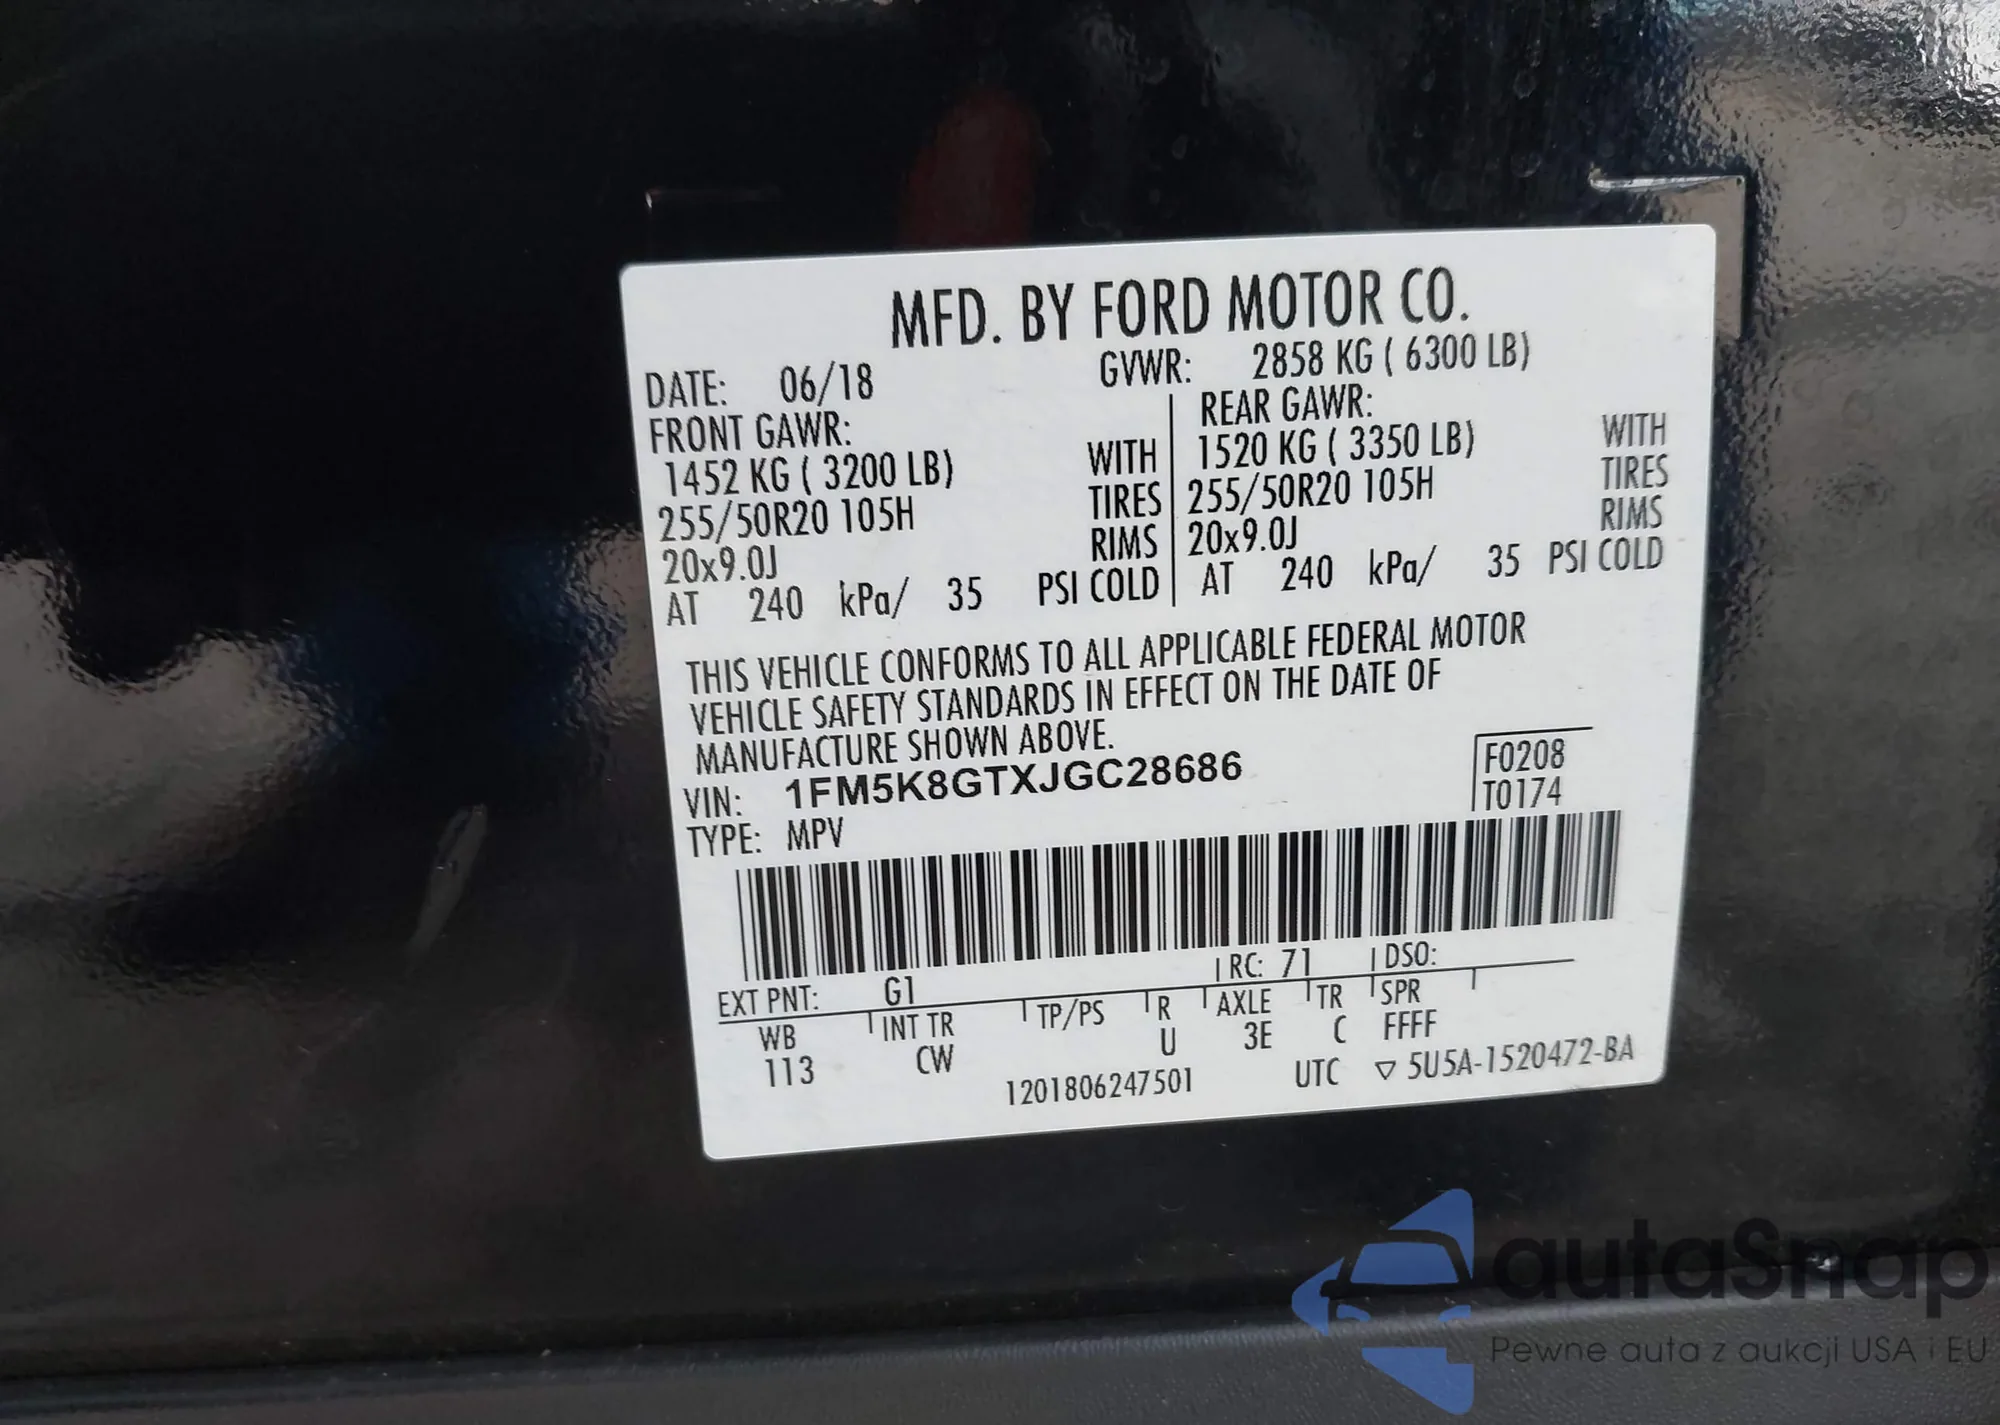 MFD. BY FORD MOTOR CO.
DATE: 06/18 GVWR: 2858 KG ( 6300 LB)
FRONT GAWR: REAR GAWR:
1452 KG ( 3200 LB) WITH 1520 KG ( 3350 LB) WITH
255/50R20 105H TIRES 255/50R20 105H TIRES
20x9.0J RIMS 20x9.0J RIMS
AT 240 kPa/ 35 PSI COLD AT 240 kPa/ 35 PSI COLD
THIS VEHICLE CONFORMS TO ALL APPLICABLE FEDERAL MOTOR
VEHICLE SAFETY STANDARDS IN EFFECT ON THE DATE OF
MANUFACTURE SHOWN ABOVE.
VIN: 1FM5K8GTXJGC28686 F0208
TYPE: MPV T0174
EXT PNT: G1 RC: 71 DSO:
WB INT TR TP/PS R AXLE TR SPR
113 CW U 3E C FFFF
1201806247501 UTC ▽ 5U5A-1520472-BA
autaSnap
Pewne auta z aukcji USA i EU